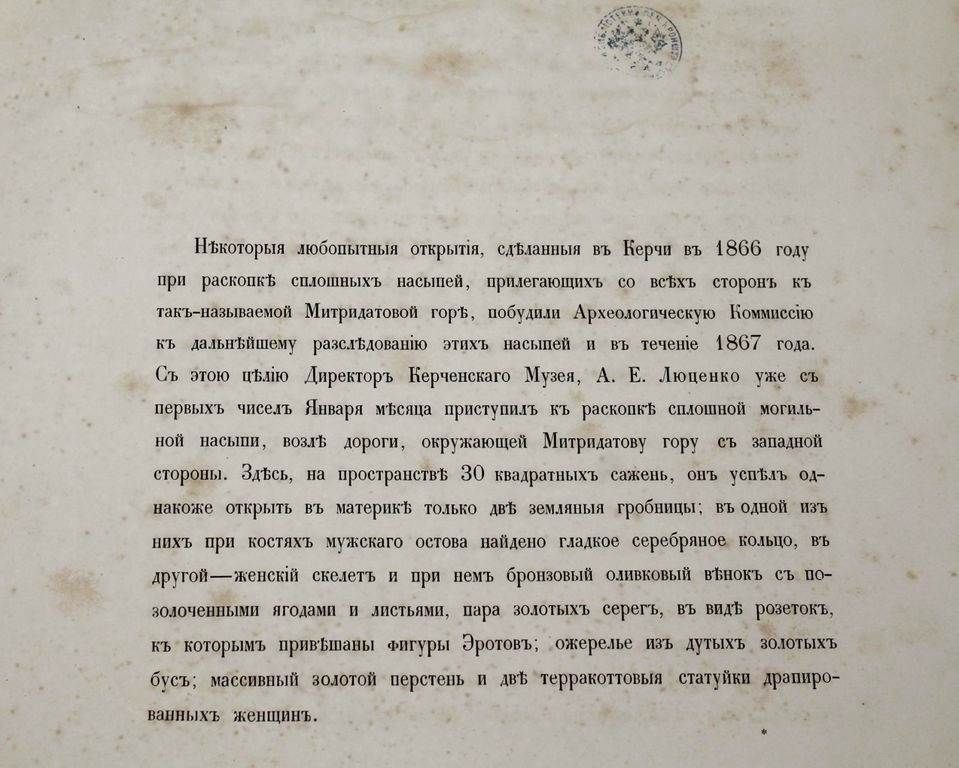 Нѣкоторыя любопытныя открытія, сдѣланныя въ Керчи въ 1866 году
при раскопкѣ сплошныхъ насыпей, прилегающихъ со всѣхъ сторонъ къ
такъ-называемой Митридатовой горѣ, побудили Археологическую Коммиссію
къ дальнѣйшему разслѣдованію этихъ насыпей и въ теченіе 1867 года.
Съ этою цѣлію Директоръ Керченскаго Музея, А. Е. Люценко уже съ
первыхъ чиселъ Января мѣсяца приступилъ къ раскопкѣ сплошной могиль-
ной насыпи, возлѣ дороги, окружающей Митридатову гору съ западной
стороны. Здѣсь, на пространствѣ 30 квадратныхъ сажень, онъ успѣлъ од-
накоже открыть въ материкѣ только двѣ земляныя гробницы; въ одной изъ
нихъ при костяхъ мужскаго остова найдено гладкое серебряное кольцо, въ
другой—женскій скелетъ и при немъ бронзовый оливковый вѣнокъ съ по-
золоченными ягодами и листьями, пара золотыхъ серегъ, въ видѣ розетокъ,
къ которымъ привѣшаны фигуры Эротовъ; ожерелье изъ дутыхъ золотыхъ
бусъ; массивный золотой перстень и двѣ терракоттовыя статуйки драпиро-
ванныхъ женщинъ.
*